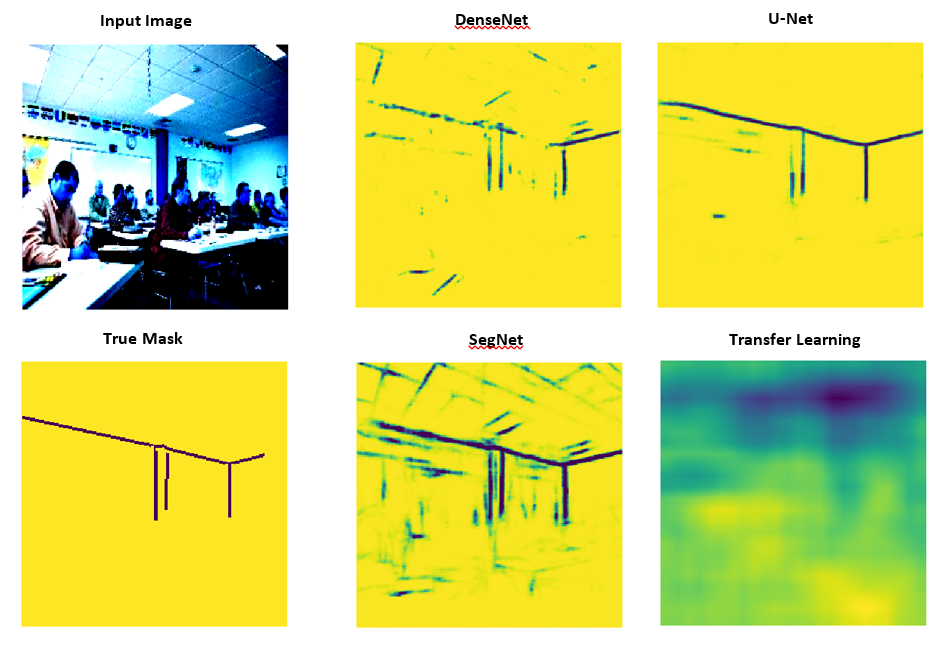 Input Image
DenseNet
U-Net
True Mask
SegNet
Transfer Learning